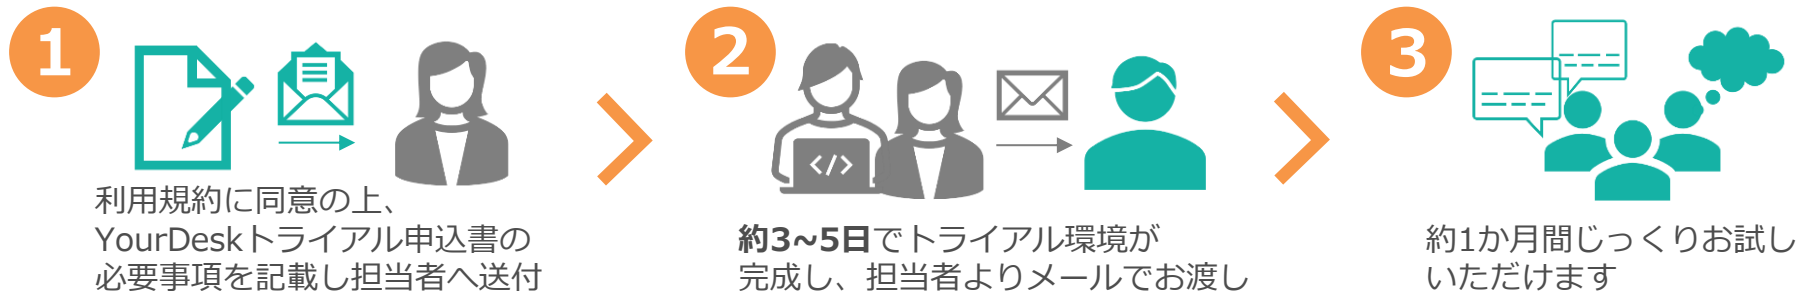 1
利用規約に同意の上、
YourDeskトライアル申込書の
必要事項を記載し担当者へ送付
2
</>
約3~5日でトライアル環境が
完成し、担当者よりメールでお渡し
3
約1か月間じっくりお試し
いただけます